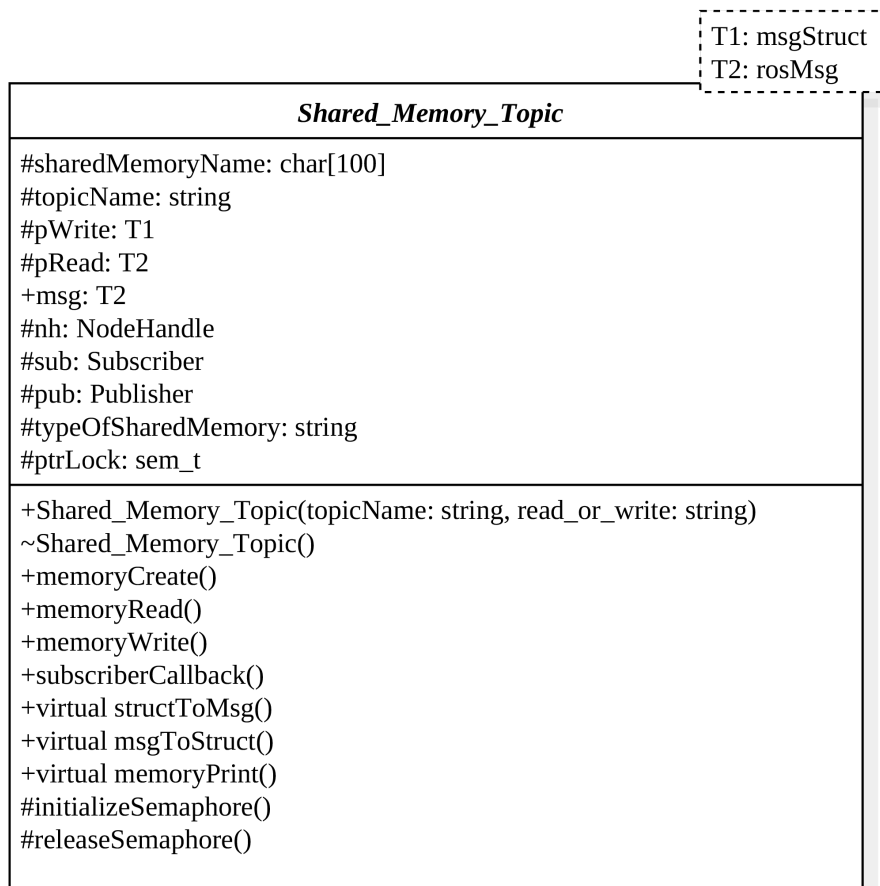 T1: msgStruct
T2: rosMsg
Shared_Memory_Topic
#sharedMemoryName: char[100]
#topicName: string
#pWrite: T1
#pRead: T2
+msg: T2
#nh: NodeHandle
#sub: Subscriber
#pub: Publisher
#typeOfSharedMemory: string
#ptrLock: sem_t
+Shared_Memory_Topic(topicName: string, read_or_write: string)
~Shared_Memory_Topic()
+memoryCreate()
+memoryRead()
+memoryWrite()
+subscriberCallback()
+virtual structToMsg()
+virtual msgToStruct()
+virtual memoryPrint()
#initializeSemaphore()
#releaseSemaphore()